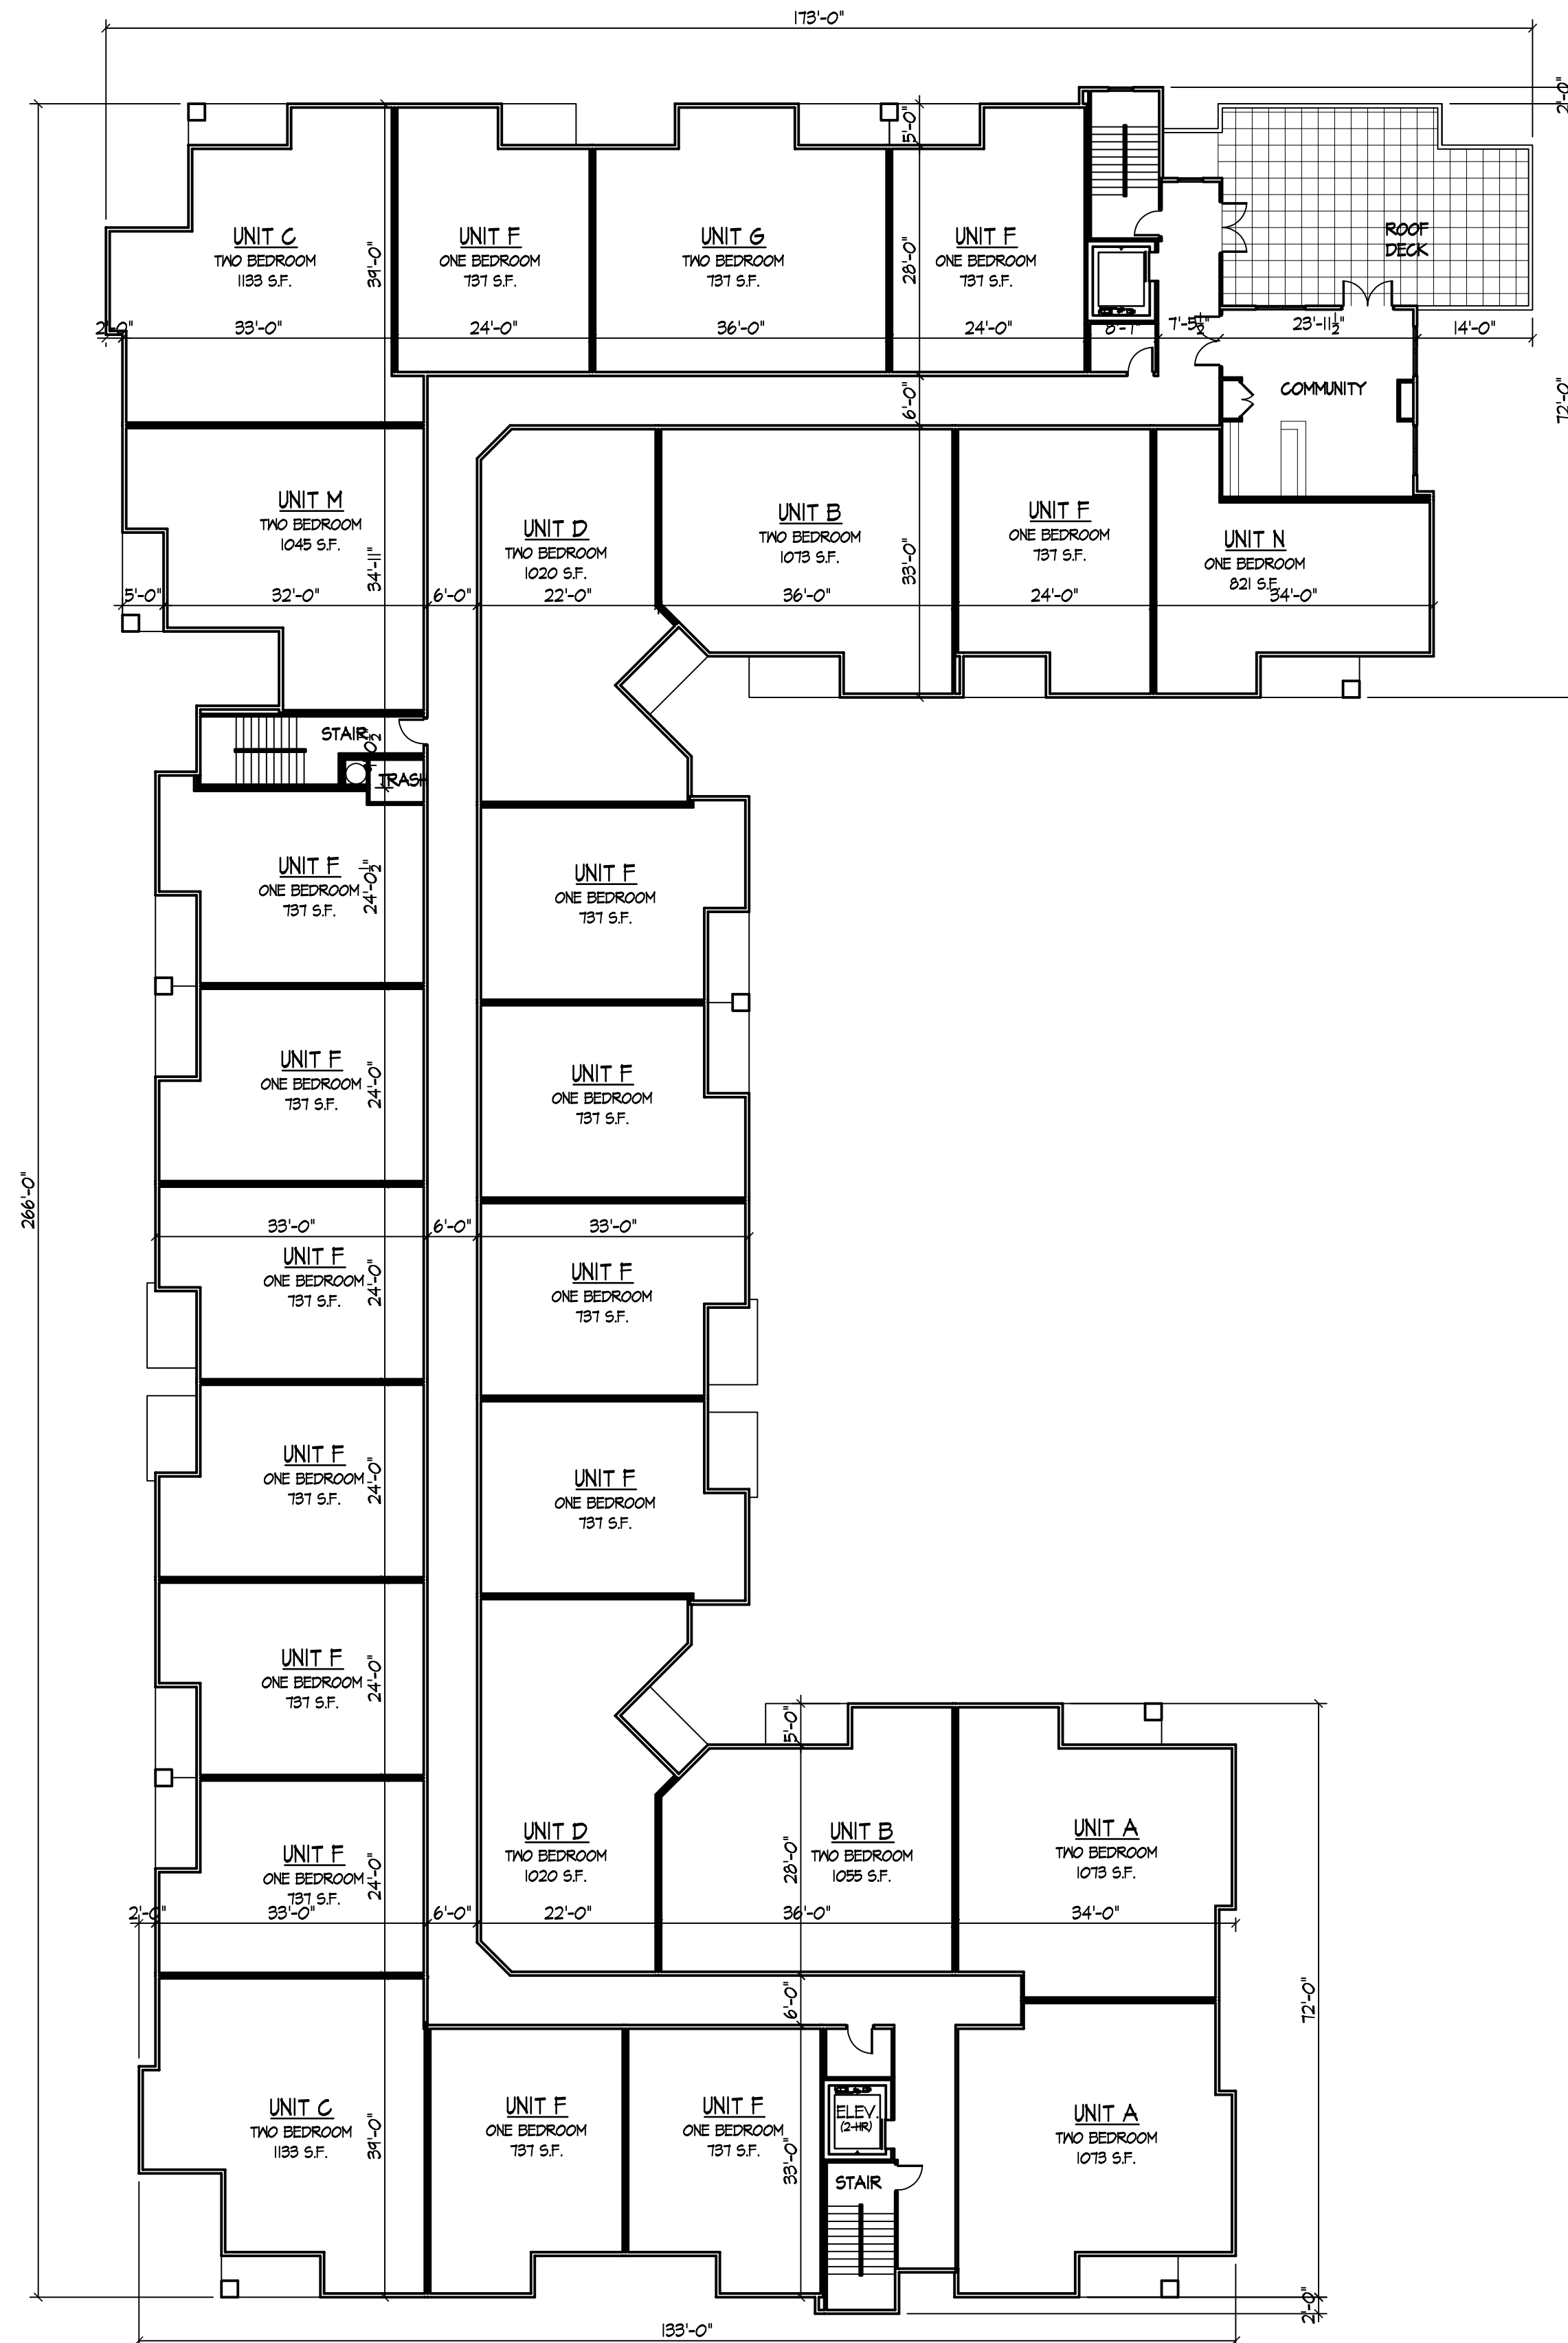 173'-0"
2'-0"
5'-0"
UNIT C
TWO BEDROOM
1133 S.F.
39'-0"
UNIT F
ONE BEDROOM
737 S.F.
UNIT G
TWO BEDROOM
737 S.F.
28'-0"
UNIT F
ONE BEDROOM
737 S.F.
ROOF
DECK
2'-0"
33'-0"
24'-0"
36'-0"
24'-0"
8'-7"
7'-5½"
23'-11½"
14'-0"
6'-0"
COMMUNITY
72'-0"
UNIT M
TWO BEDROOM
1045 S.F.
34'-11"
UNIT D
TWO BEDROOM
1020 S.F.
UNIT B
TWO BEDROOM
1073 S.F.
33'-0"
UNIT F
ONE BEDROOM
737 S.F.
UNIT N
ONE BEDROOM
821 S.F.
5'-0"
32'-0"
6'-0"
22'-0"
36'-0"
24'-0"
34'-0"
STAIR
TRASH
UNIT F
ONE BEDROOM
737 S.F.
24'-0½"
UNIT F
ONE BEDROOM
737 S.F.
UNIT F
ONE BEDROOM
737 S.F.
24'-0"
UNIT F
ONE BEDROOM
737 S.F.
266'-0"
33'-0"
6'-0"
33'-0"
UNIT F
ONE BEDROOM
737 S.F.
24'-0"
UNIT F
ONE BEDROOM
737 S.F.
UNIT F
ONE BEDROOM
737 S.F.
24'-0"
UNIT F
ONE BEDROOM
737 S.F.
UNIT F
ONE BEDROOM
737 S.F.
24'-0"
5'-0"
UNIT F
ONE BEDROOM
737 S.F.
24'-0"
UNIT D
TWO BEDROOM
1020 S.F.
28'-0"
UNIT B
TWO BEDROOM
1055 S.F.
UNIT A
TWO BEDROOM
1073 S.F.
2'-0"
33'-0"
6'-0"
22'-0"
36'-0"
34'-0"
6'-0"
72'-0"
UNIT C
TWO BEDROOM
1133 S.F.
39'-0"
UNIT F
ONE BEDROOM
737 S.F.
UNIT F
ONE BEDROOM
737 S.F.
33'-0"
ELEV.
(2-HR)
STAIR
UNIT A
TWO BEDROOM
1073 S.F.
2'-0"
133'-0"